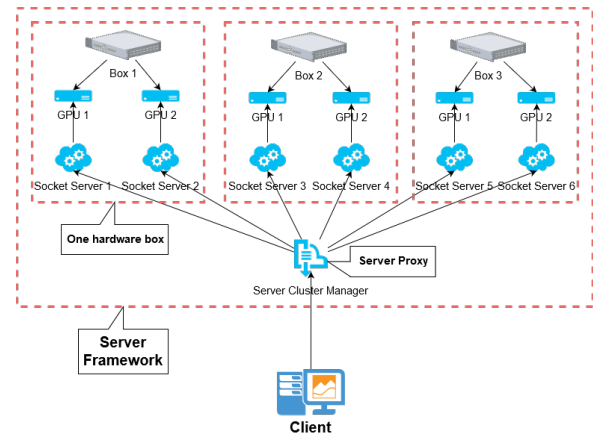 Box 1
Box 2
Box 3
GPU 1
GPU 2
GPU 1
GPU 2
GPU 1
GPU 2
Socket Server 1
Socket Server 2
Socket Server 3
Socket Server 4
Socket Server 5
Socket Server 6
One hardware box
Server Proxy
Server Cluster Manager
Server
Framework
Client